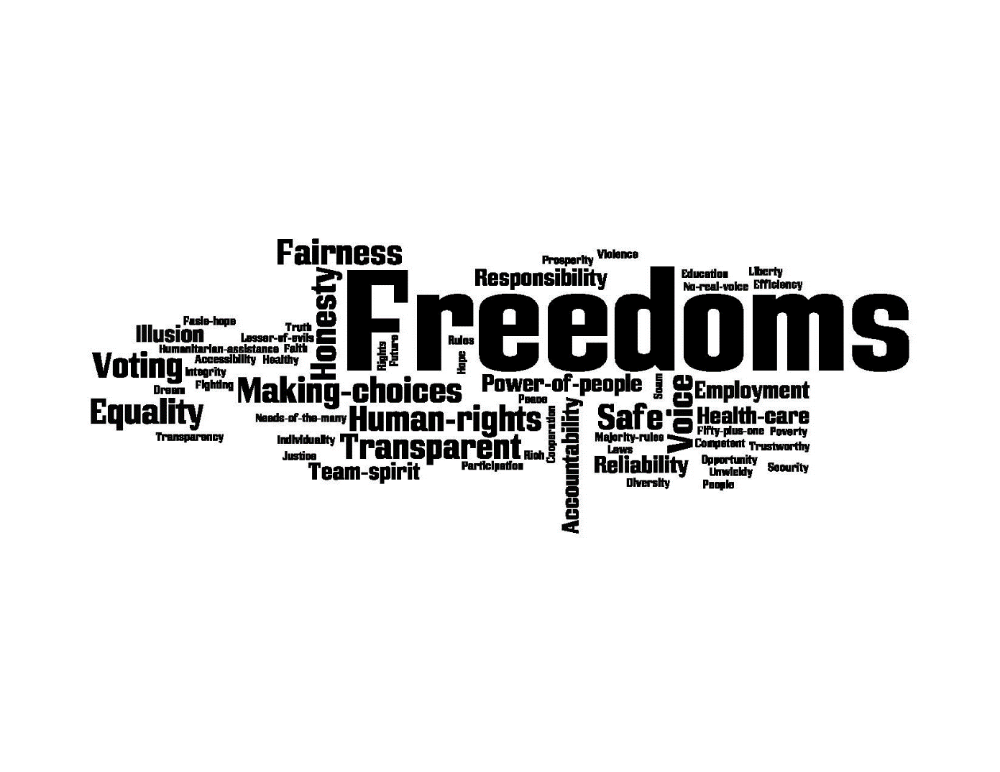 Fairness
Prosperity
Violence
Responsibility
Education
Liberty
No-real-voice
Efficiency
Freedoms
Honesty
Fasle-hope
Truth
Illusion
Lesser-of-evils
Rules
Humanitarian-assistance
Faith
Rights
Future
Hope
Accessibility
Healthy
Voting
Integrity
Fighting
Dream
Making-choices
Power-of-people
Voice
Employment
Peace
Equality
Needs-of-the-many
Human-rights
Cooperation
Accountability
Safe
Health-care
Transparency
Individuality
Transparent
Majority-rules
Fifty-plus-one
Poverty
Laws
Competent
Trustworthy
Justice
Rich
Participation
Reliability
Opportunity
Team-spirit
Unwieldy
Security
Diversity
People